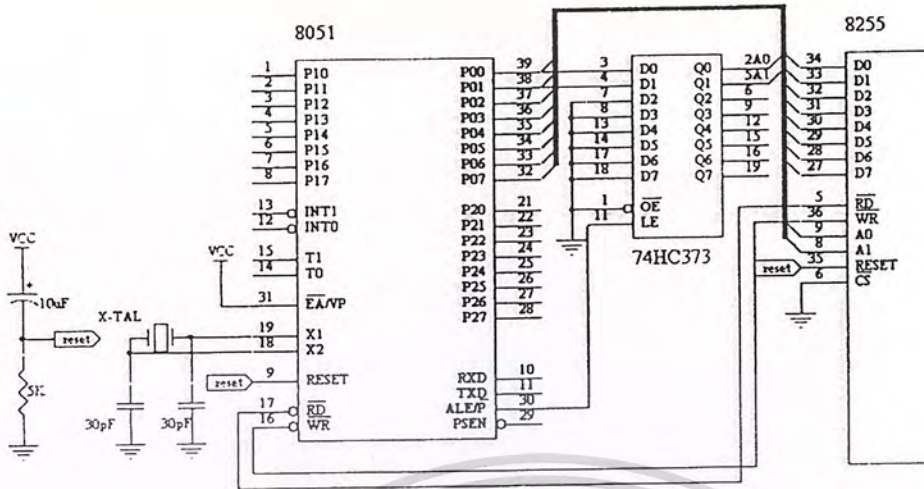 8051
8255
1 P10
2 P11
3 P12
4 P13
5 P14
6 P15
7 P16
8 P17
13 INT1
12 INT0
15 T1
14 T0
31 EA/VP
19 X1
18 X2
9 RESET
17 RD
16 WR
P00 39
P01 38
P02 37
P03 36
P04 35
P05 34
P06 33
P07 32
P20 21
P21 22
P22 23
P23 24
P24 25
P25 26
P26 27
P27 28
RXD 10
TXD 11
ALE/P 30
PSEN 29
3 D0
4 D1
7 D2
8 D3
13 D4
14 D5
17 D6
18 D7
1 OE
11 LE
Q0 2A0
Q1 5A1
Q2 6
Q3 9
Q4 12
Q5 15
Q6 16
Q7 19
74HC373
34 D0
33 D1
32 D2
31 D3
30 D4
29 D5
28 D6
27 D7
5 RD
36 WR
9 A0
8 A1
reset 35 RESET
6 CS
VCC
VCC
+
10uF
X-TAL
reset
reset
5K
30pF
30pF